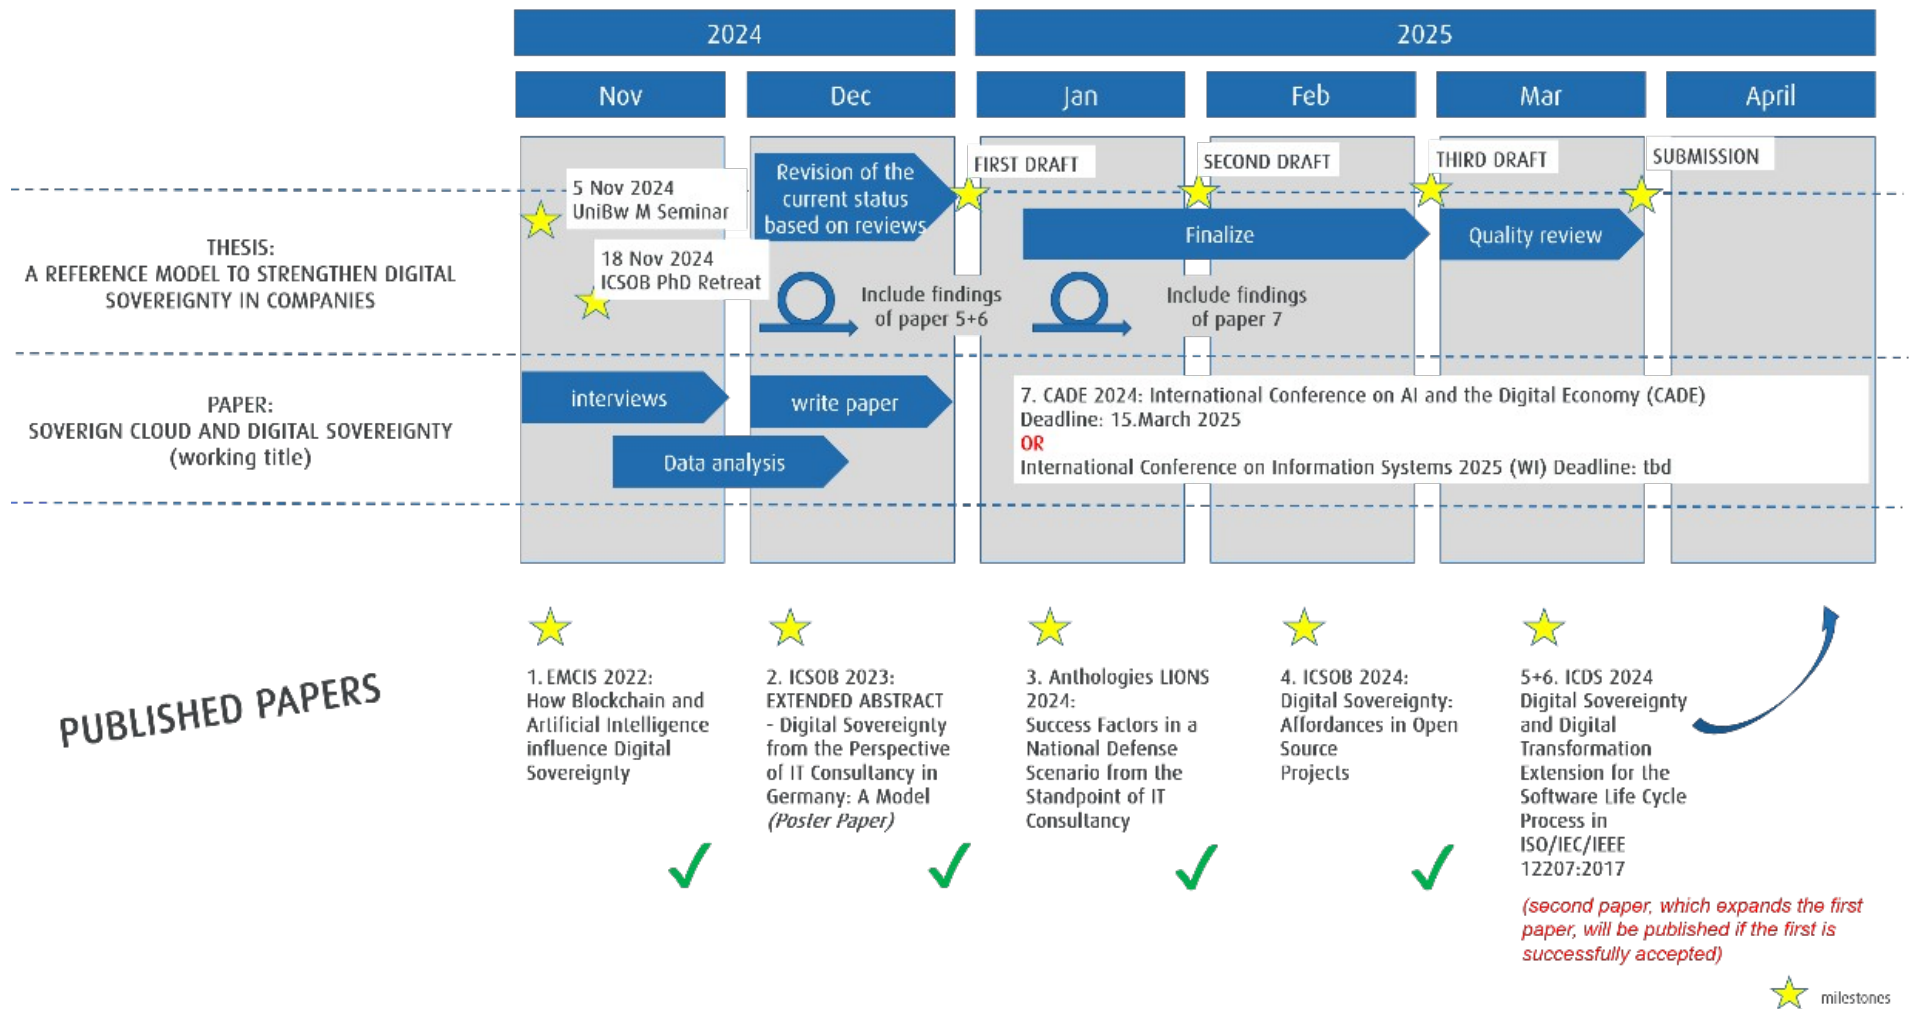 2024
2025
Nov
Dec
Jan
Feb
Mar
April
THESIS:
A REFERENCE MODEL TO STRENGTHEN DIGITAL
SOVEREIGNTY IN COMPANIES
5 Nov 2024
UniBw M Seminar
18 Nov 2024
ICSOB PhD Retreat
Revision of the
current status
based on reviews
FIRST DRAFT
SECOND DRAFT
THIRD DRAFT
SUBMISSION
Finalize
Quality review
Include findings
of paper 5+6
Include findings
of paper 7
PAPER:
SOVERIGN CLOUD AND DIGITAL SOVEREIGNTY
(working title)
interviews
write paper
Data analysis
7. CADE 2024: International Conference on AI and the Digital Economy (CADE)
Deadline: 15.March 2025
OR
International Conference on Information Systems 2025 (WI) Deadline: tbd
PUBLISHED PAPERS
1. EMCIS 2022:
How Blockchain and
Artificial Intelligence
influence Digital
Sovereignty
2. ICSOB 2023:
EXTENDED ABSTRACT
- Digital Sovereignty
from the Perspective
of IT Consultancy in
Germany: A Model
(Poster Paper)
3. Anthologies LIONS
2024:
Success Factors in a
National Defense
Scenario from the
Standpoint of IT
Consultancy
4. ICSOB 2024:
Digital Sovereignty:
Affordances in Open
Source
Projects
5+6. ICDS 2024
Digital Sovereignty
and Digital
Transformation
Extension for the
Software Life Cycle
Process in
ISO/IEC/IEEE
12207:2017
(second paper, which expands the first
paper, will be published if the first is
successfully accepted)
milestones